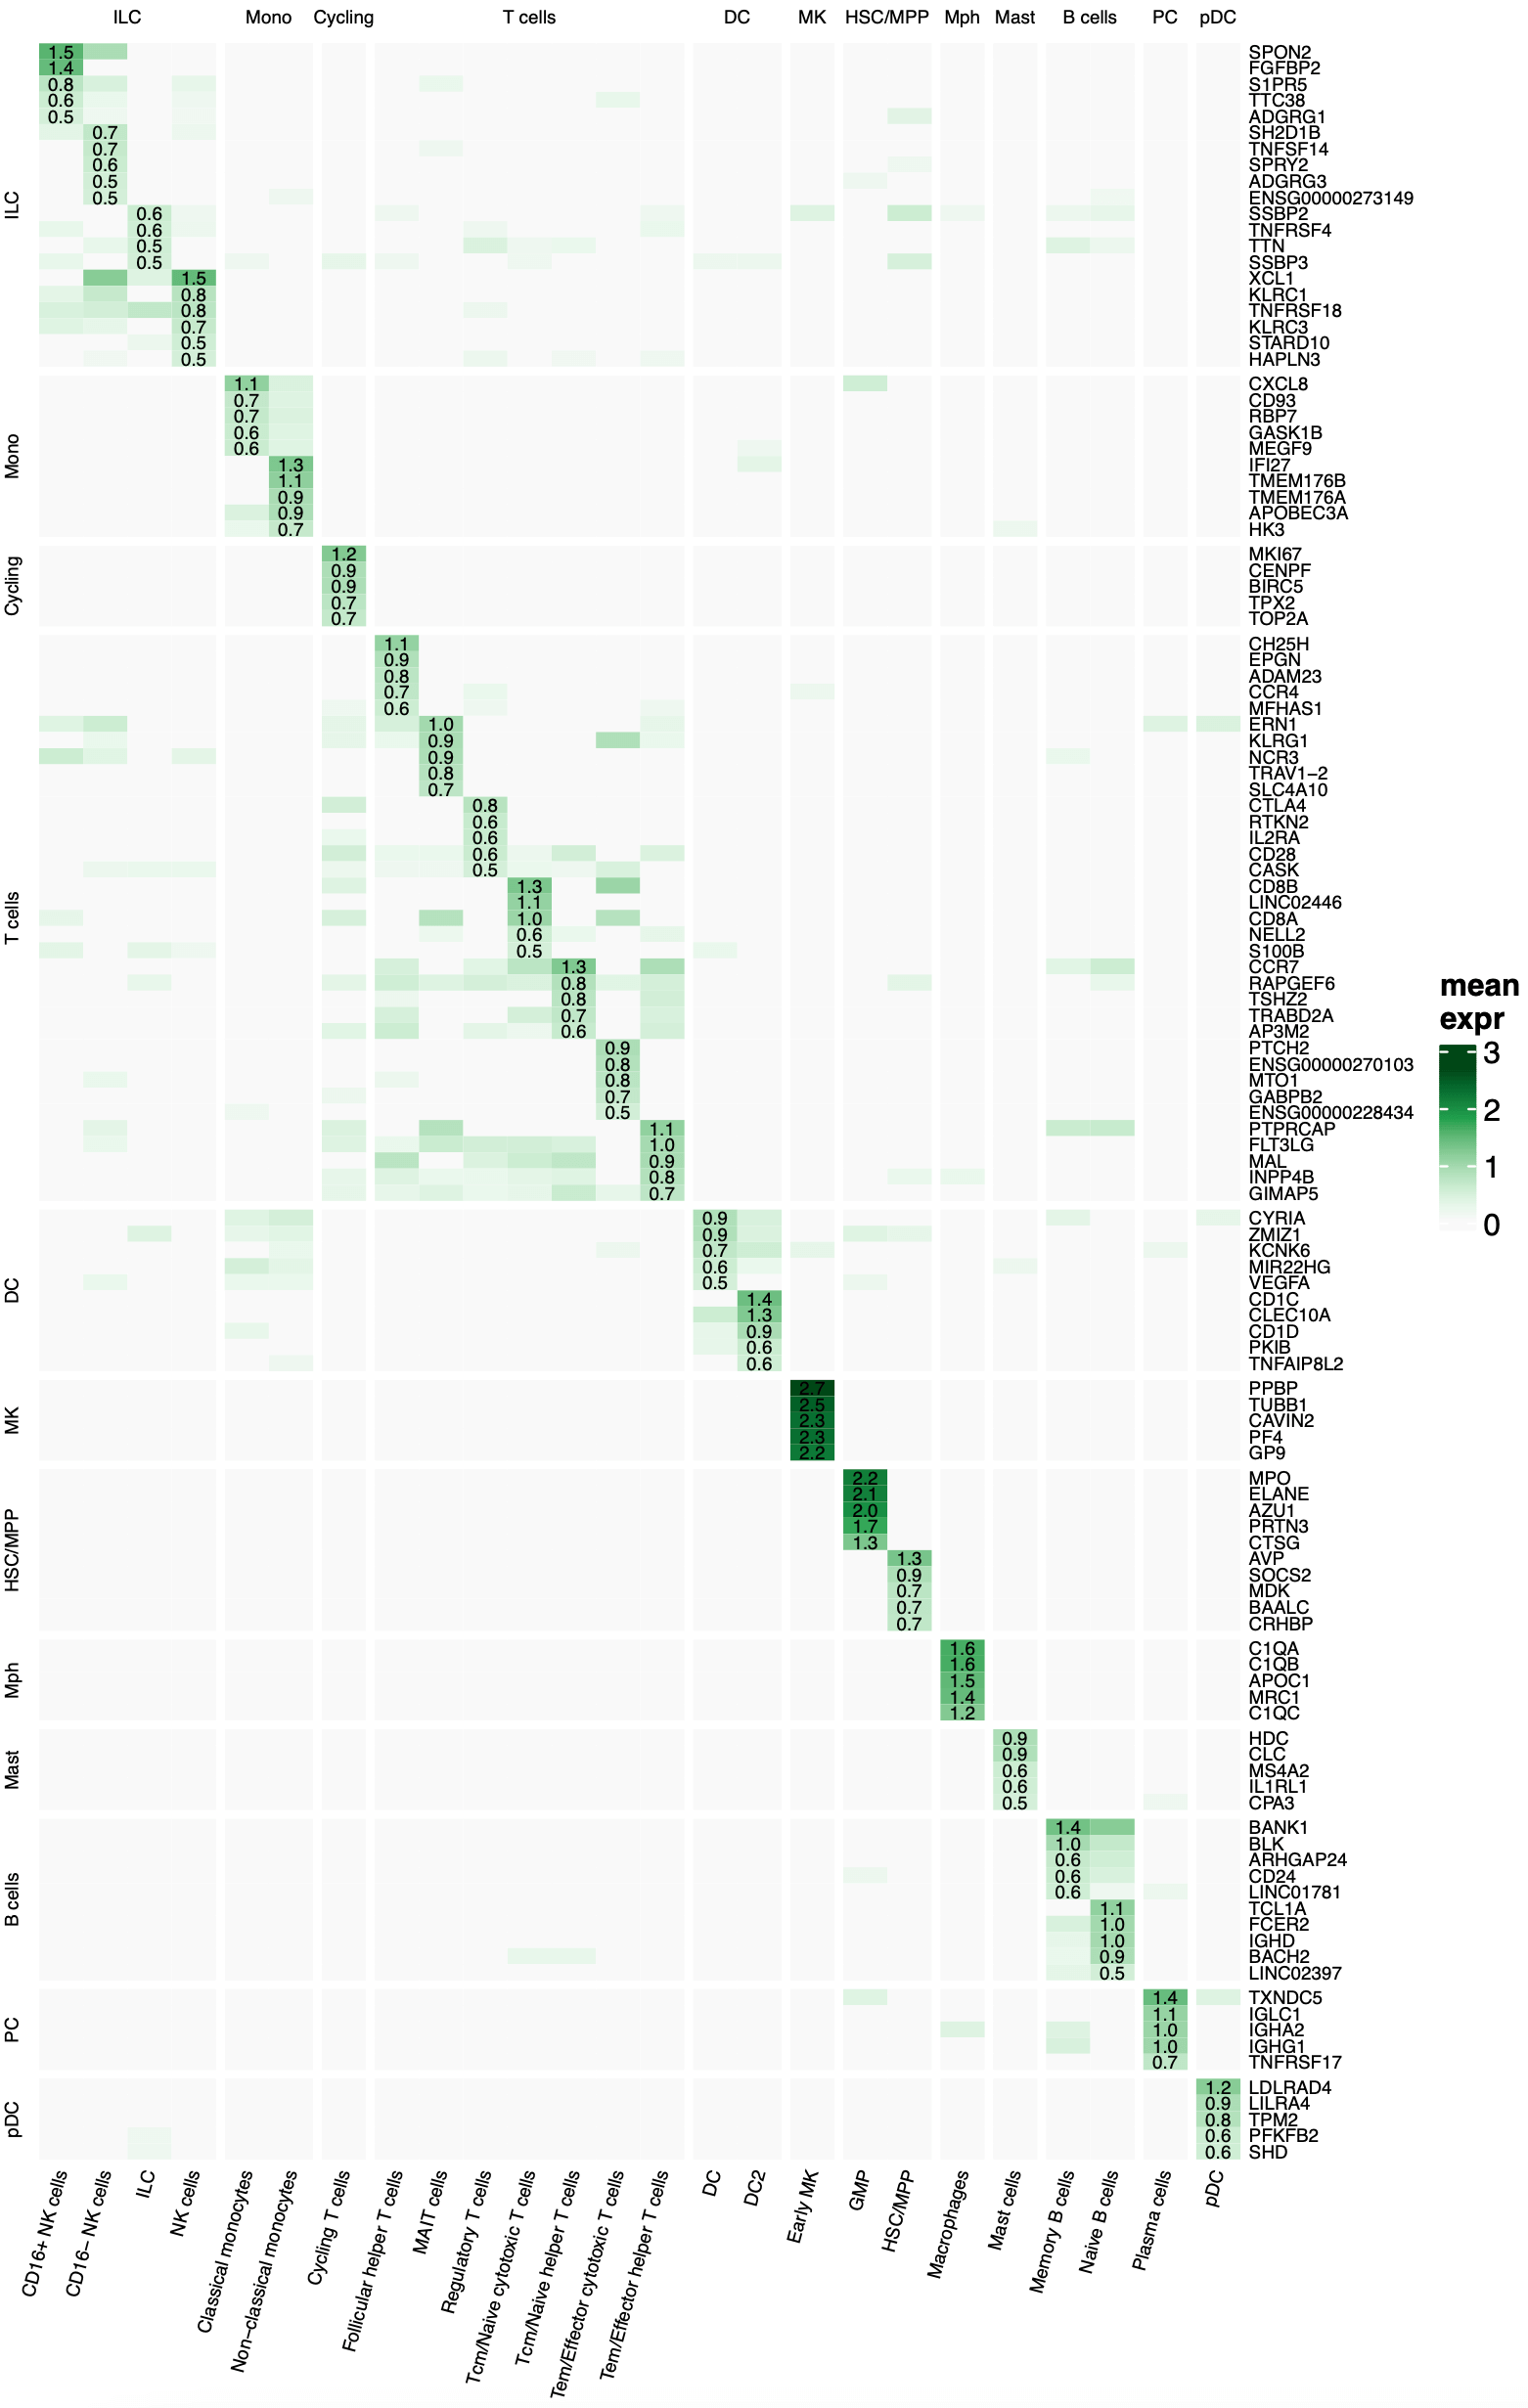 ILC Mono Cycling T cells DC MK HSC/MPP Mph Mast B cells PC pDC
ILC
1.5 SPON2
1.4 FGFBP2
0.8 S1PR5
0.6 TTC38
0.5 ADGRG1
0.7 SH2D1B
0.7 TNFSF14
0.6 SPRY2
0.5 ADGRG3
0.5 ENSG00000273149
0.6 SSBP2
0.6 TNFRSF4
0.5 TTN
0.5 SSBP3
1.5 XCL1
0.8 KLRC1
0.8 TNFRSF18
0.7 KLRC3
0.5 STARD10
0.5 HAPLN3
Mono
1.1 CXCL8
0.7 CD93
0.7 RBP7
0.6 GASK1B
0.6 MEGF9
1.3 IFI27
1.1 TMEM176B
0.9 TMEM176A
0.9 APOBEC3A
0.7 HK3
Cycling
1.2 MKI67
0.9 CENPF
0.9 BIRC5
0.7 TPX2
0.7 TOP2A
T cells
1.1 CH25H
0.9 EPGN
0.8 ADAM23
0.7 CCR4
0.6 MFHAS1
1.0 ERN1
0.9 KLRG1
0.9 NCR3
0.8 TRAV1−2
0.7 SLC4A10
0.8 CTLA4
0.6 RTKN2
0.6 IL2RA
0.6 CD28
0.5 CASK
1.3 CD8B
1.1 LINC02446
1.0 CD8A
0.6 NELL2
0.5 S100B
1.3 CCR7
0.8 RAPGEF6
0.8 TSHZ2
0.7 TRABD2A
0.6 AP3M2
0.9 PTCH2
0.8 ENSG00000270103
0.8 MTO1
0.7 GABPB2
0.5 ENSG00000228434
1.1 PTPRCAP
1.0 FLT3LG
0.9 MAL
0.8 INPP4B
0.7 GIMAP5
DC
0.9 CYRIA
0.9 ZMIZ1
0.7 KCNK6
0.6 MIR22HG
0.5 VEGFA
1.4 CD1C
1.3 CLEC10A
0.9 CD1D
0.6 PKIB
0.6 TNFAIP8L2
MK
2.7 PPBP
2.5 TUBB1
2.3 CAVIN2
2.3 PF4
2.2 GP9
HSC/MPP
2.2 MPO
2.1 ELANE
2.0 AZU1
1.7 PRTN3
1.3 CTSG
1.3 AVP
0.9 SOCS2
0.7 MDK
0.7 BAALC
0.7 CRHBP
Mph
1.6 C1QA
1.6 C1QB
1.5 APOC1
1.4 MRC1
1.2 C1QC
Mast
0.9 HDC
0.9 CLC
0.6 MS4A2
0.6 IL1RL1
0.5 CPA3
B cells
1.4 BANK1
1.0 BLK
0.6 ARHGAP24
0.6 CD24
0.6 LINC01781
1.1 TCL1A
1.0 FCER2
1.0 IGHD
0.9 BACH2
0.5 LINC02397
PC
1.4 TXNDC5
1.1 IGLC1
1.0 IGHA2
1.0 IGHG1
0.7 TNFRSF17
pDC
1.2 LDLRAD4
0.9 LILRA4
0.8 TPM2
0.6 PFKFB2
0.6 SHD
CD16+ NK cells
CD16− NK cells
ILC
NK cells
Classical monocytes
Non−classical monocytes
Cycling T cells
Follicular helper T cells
MAIT cells
Regulatory T cells
Tcm/Naive cytotoxic T cells
Tcm/Naive helper T cells
Tem/Effector cytotoxic T cells
Tem/Effector helper T cells
DC
DC2
Early MK
GMP
HSC/MPP
Macrophages
Mast cells
Memory B cells
Naive B cells
Plasma cells
pDC
mean
expr
3
2
1
0